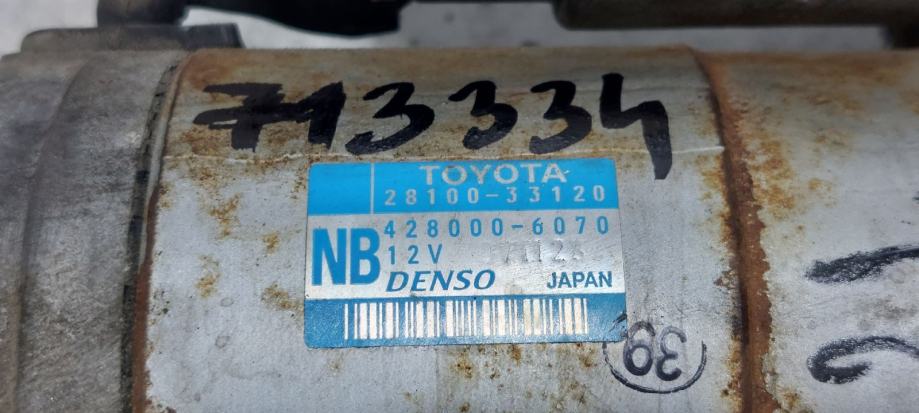 713334
TOYOTA
28100-33120
428000-6070
NB
12V
DENSO JAPAN
39